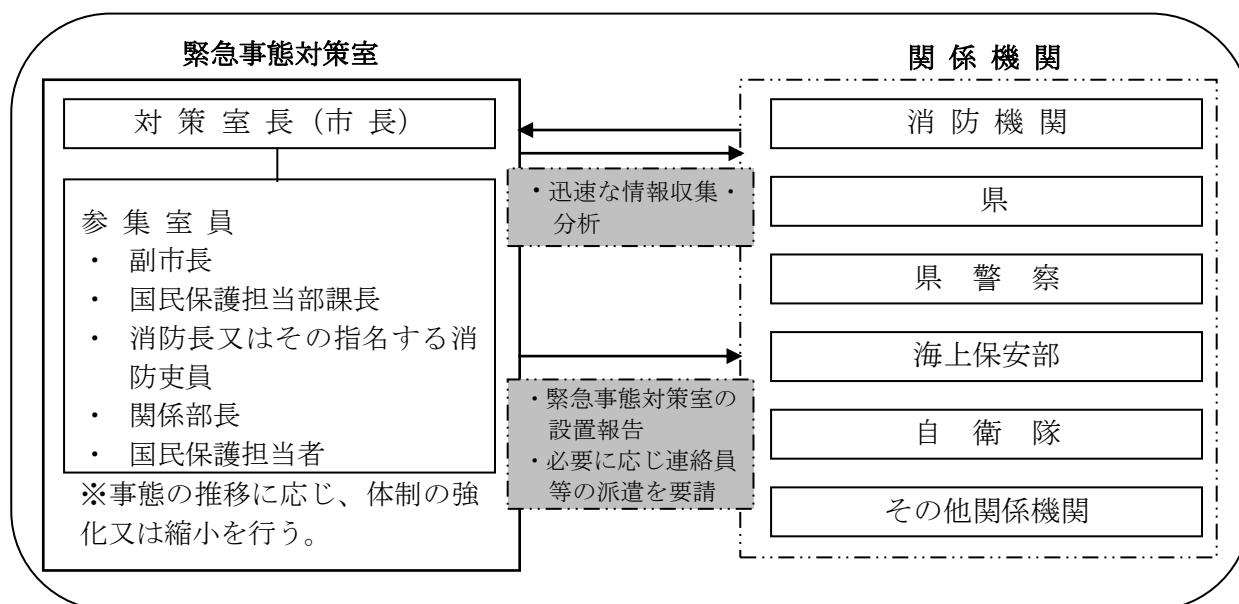 緊急事態対策室
対 策 室 長（市 長）
参 集 室 員
・ 副市長
・ 国民保護担当部課長
・ 消防長又はその指名する消
防吏員
・ 関係部長
・ 国民保護担当者
※事態の推移に応じ、体制の強
化又は縮小を行う。
・迅速な情報収集・
分析
・緊急事態対策室の
設置報告
・必要に応じ連絡員
等の派遣を要請
関 係 機 関
消 防 機 関
県
県 警 察
海上保安部
自 衛 隊
その他関係機関